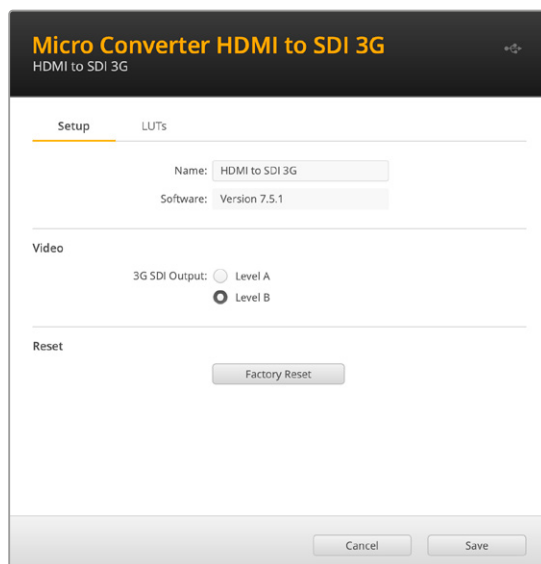 Micro Converter HDMI to SDI 3G
HDMI to SDI 3G
Setup LUTs
Name: HDMI to SDI 3G
Software: Version 7.5.1
Video
3G SDI Output: Level A
Level B
Reset
Factory Reset
Cancel Save